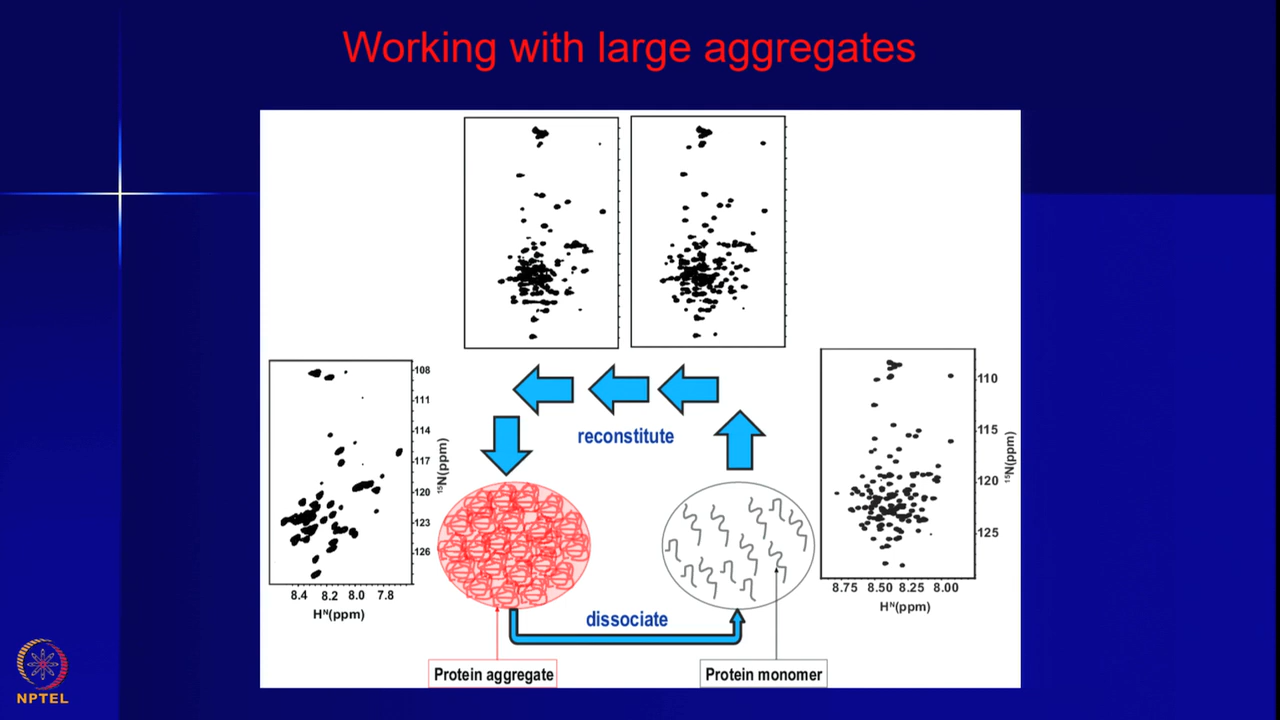 Working with large aggregates
108
111
114
117
120
123
126
¹⁵N(ppm)
8.4 8.2 8.0 7.8
Hᴺ(ppm)
reconstitute
110
115
120
125
¹⁵N(ppm)
8.75 8.50 8.25 8.00
Hᴺ(ppm)
dissociate
Protein aggregate
Protein monomer
NPTEL